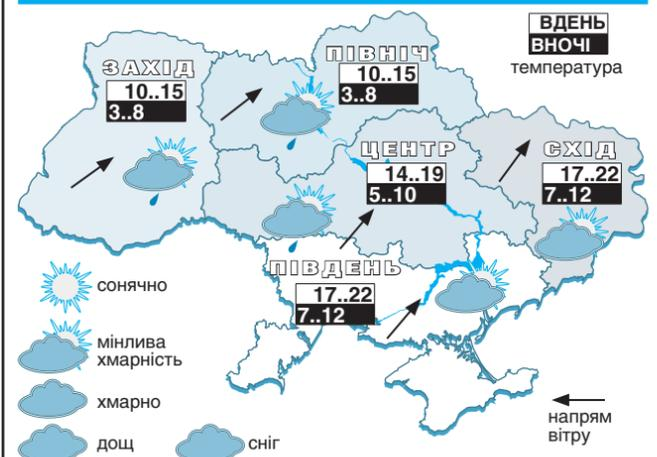 ВДЕНЬ
ВНОЧІ
температура
ЗАХІД
10..15
3..8
ПІВНІЧ
10..15
3..8
ЦЕНТР
14..19
5..10
СХІД
17..22
7..12
ПІВДЕНЬ
17..22
7..12
сонячно
мінлива
хмарність
хмарно
дощ
сніг
напрям
вітру